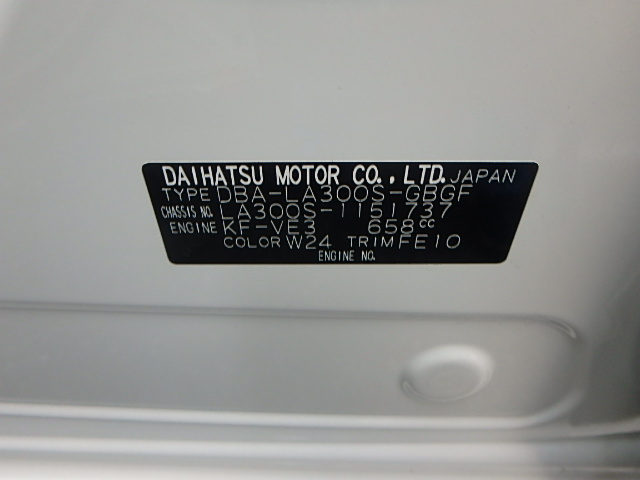 DAIHATSU MOTOR CO., LTD. JAPAN
TYPE DBA-LA300S-GBGF
CHASSIS NO. LA300S-1151737
ENGINE KF-VE3 658cc
COLOR W24 TRIM FE10
ENGINE NO.